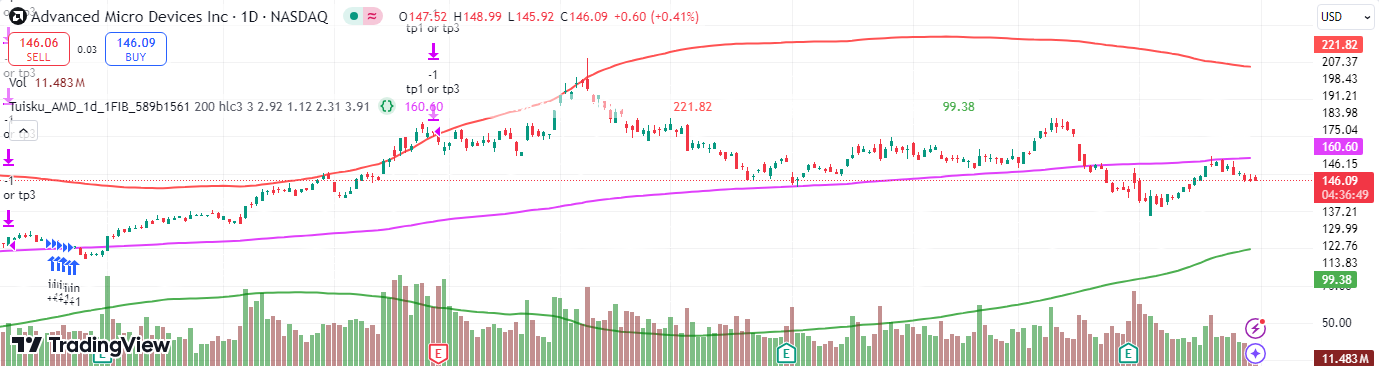 Advanced Micro Devices Inc · 1D · NASDAQ
O147.52 H148.99 L145.92 C146.09 +0.60 (+0.41%)
USD
tp1 or tp3
146.06
SELL
0.03
146.09
BUY
221.82
207.37
-1
or tp3
Vol 11.483 M
tp1 or tp3
198.43
191.21
Tuisku_AMD_1d_1FIB_589b1561 200 hlc3 3 2.92 1.12 2.31 3.91
160.60
221.82
99.38
183.98
-1
or tp3
175.04
160.60
146.15
-1
146.09
04:36:49
or tp3
137.21
129.99
122.76
113.83
99.38
50.00
TradingView
E
E
E
E
11.483 M